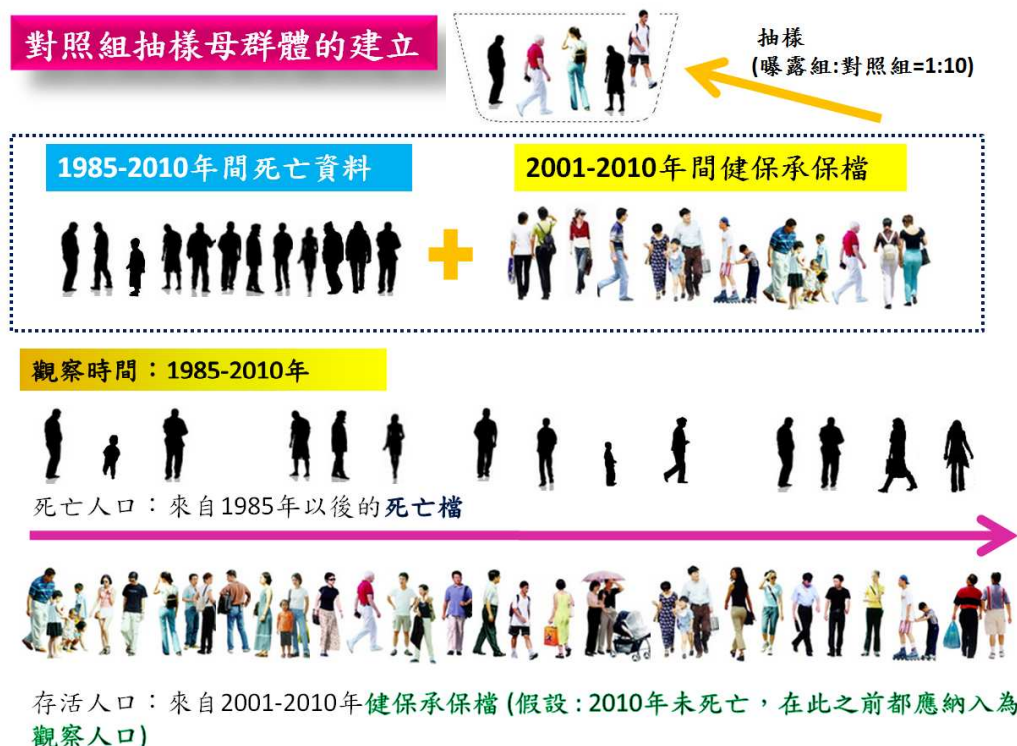 對照組抽樣母群體的建立
抽樣
(曝露組:對照組=1:10)
1985-2010年間死亡資料
2001-2010年間健保承保檔
觀察時間：1985-2010年
死亡人口：來自1985年以後的死亡檔
存活人口：來自2001-2010年健保承保檔 (假設：2010年未死亡，在此之前都應納入為
觀察人口)